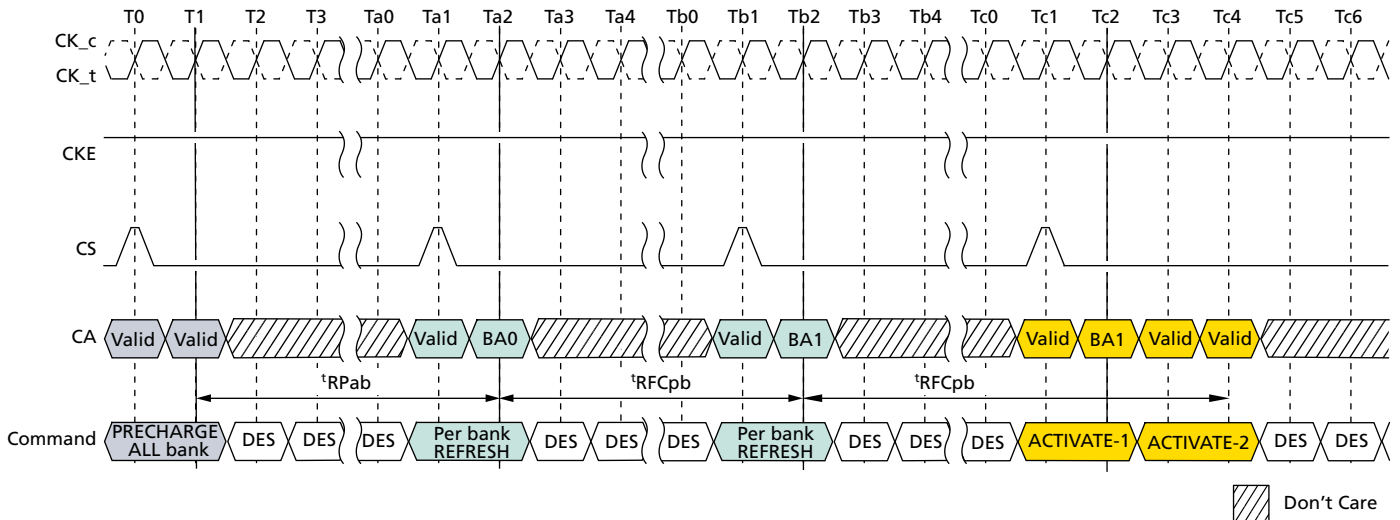 T0 T1 T2 T3 Ta0 Ta1 Ta2 Ta3 Ta4 Tb0 Tb1 Tb2 Tb3 Tb4 Tc0 Tc1 Tc2 Tc3 Tc4 Tc5 Tc6
CK_c
CK_t
CKE
CS
CA Valid Valid Valid BA0 Valid BA1 Valid BA1 Valid Valid
tRPab tRFCpb tRFCpb
Command PRECHARGE ALL bank DES DES DES Per bank REFRESH DES DES DES Per bank REFRESH DES DES DES ACTIVATE-1 ACTIVATE-2 DES DES
Don't Care